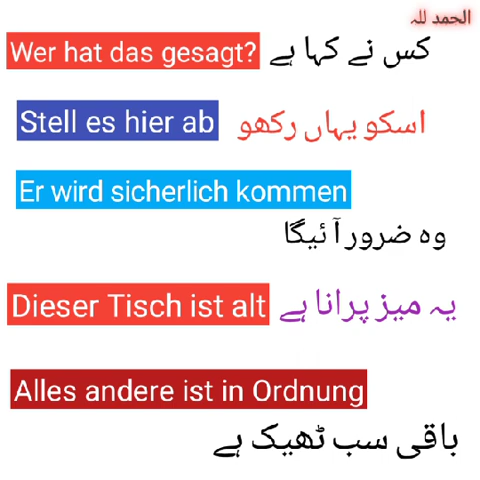 الحمد للہ
Wer hat das gesagt? کس نے کہا ہے
Stell es hier ab اسکو یہاں رکھو
Er wird sicherlich kommen
وہ ضرور آئیگا
Dieser Tisch ist alt یہ میز پرانا ہے
Alles andere ist in Ordnung
باقی سب ٹھیک ہے